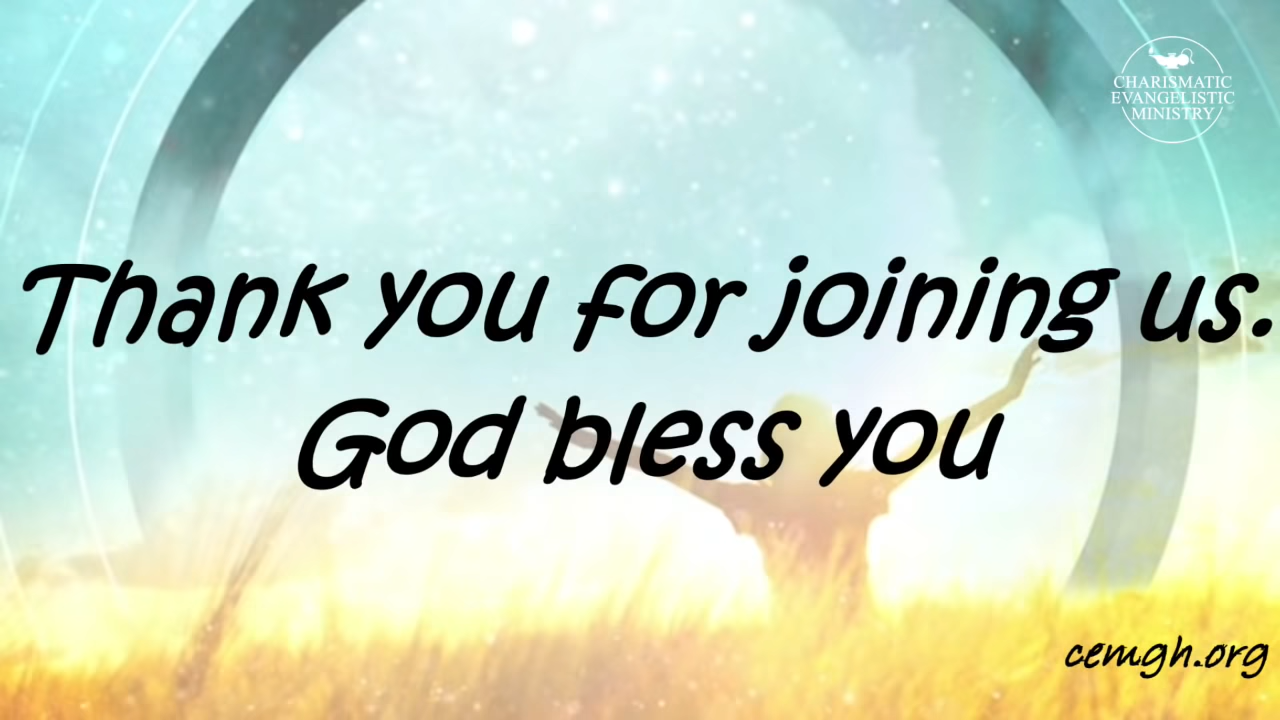 CHARISMATIC
EVANGELISTIC
MINISTRY
Thank you for joining us.
God bless you
cemgh.org